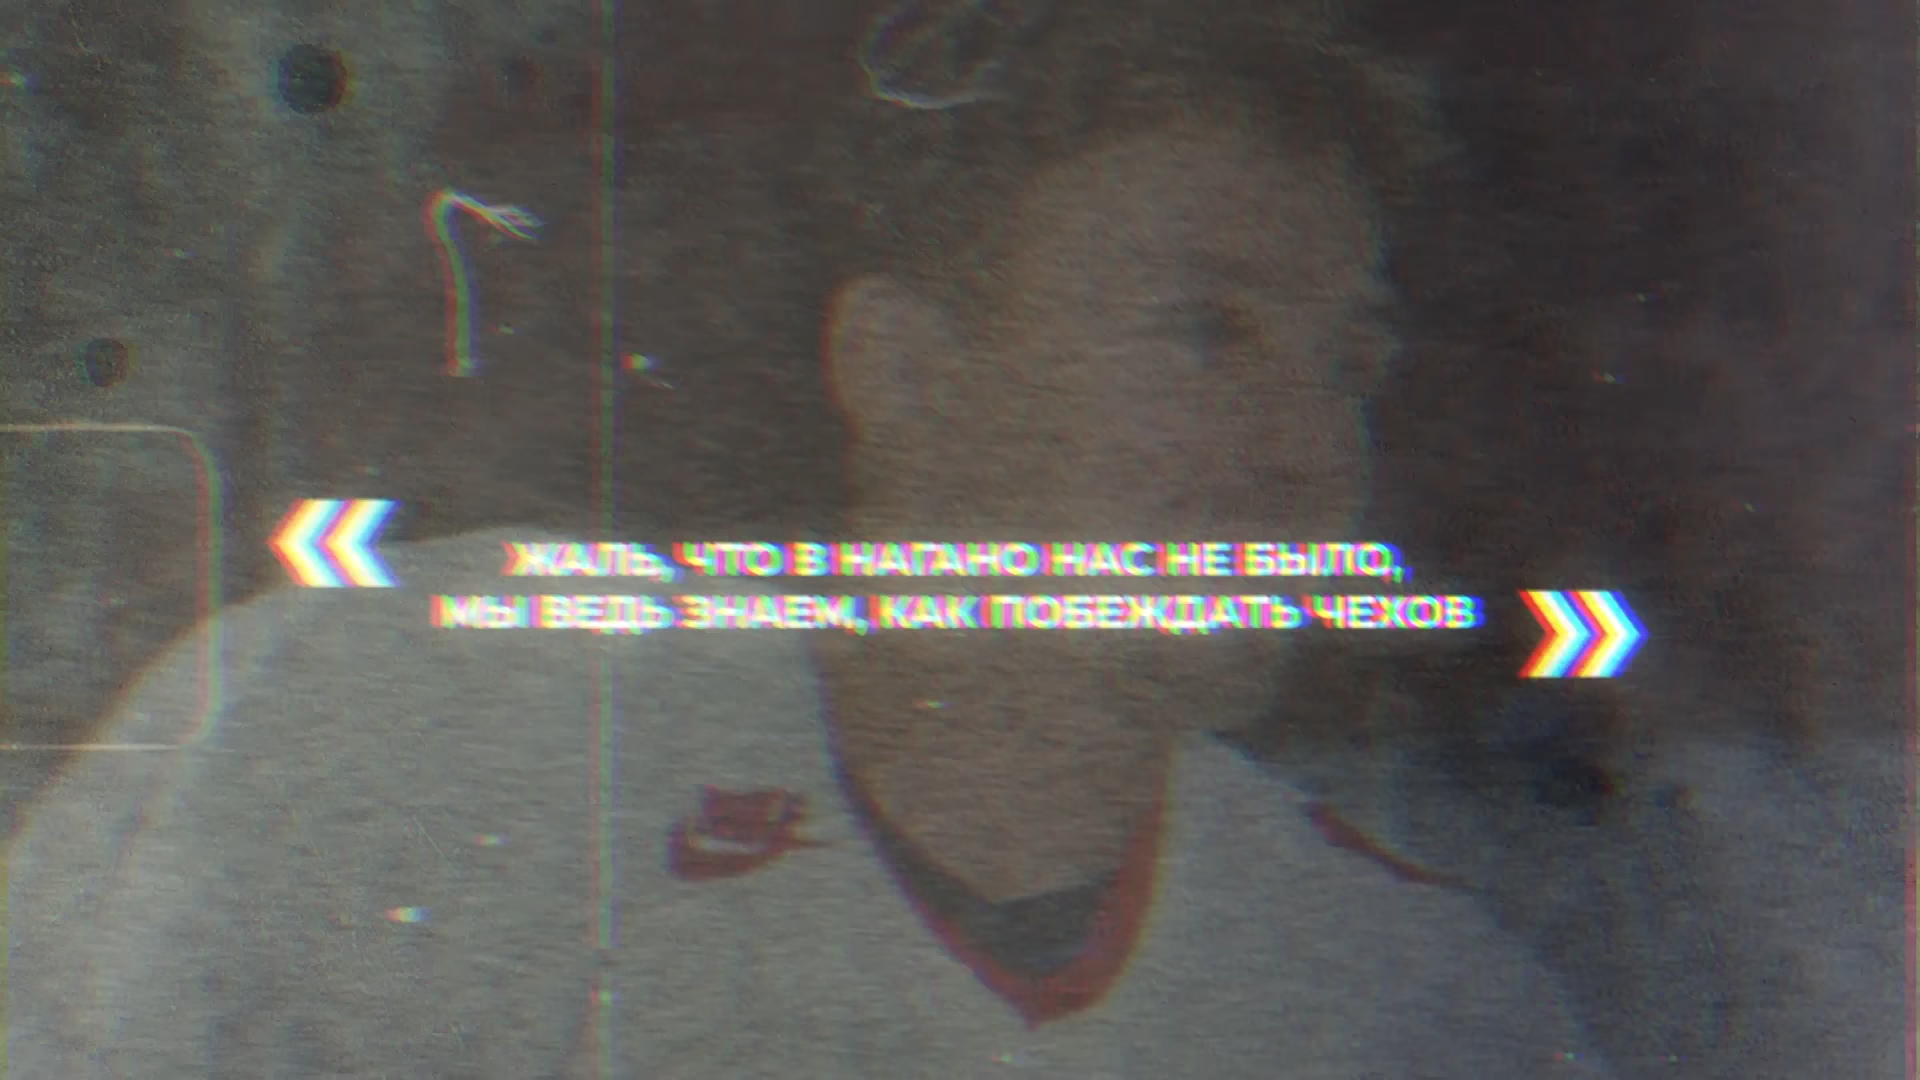 ЖАЛЬ, ЧТО В НАГАНО НАС НЕ БЫЛО,
МЫ ВЕДЬ ЗНАЕМ, КАК ПОБЕЖДАТЬ ЧЕХОВ